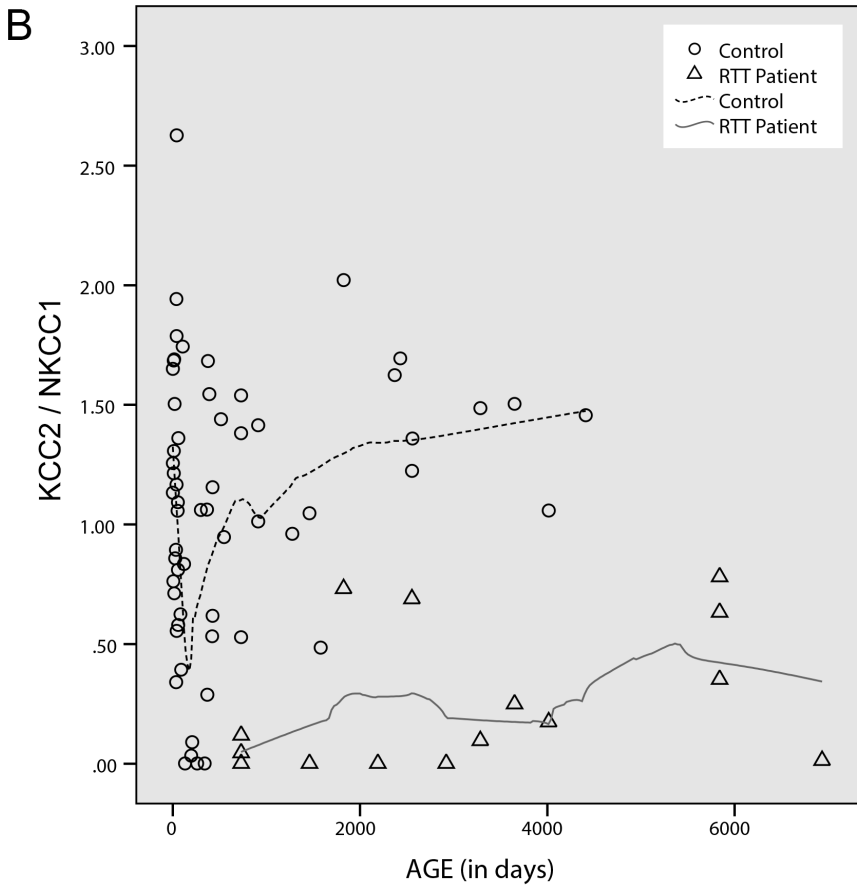 B
3.00
2.50
2.00
1.50
1.00
.50
.00
KCC2 / NKCC1
Control
RTT Patient
Control
RTT Patient
0
2000
4000
6000
AGE (in days)